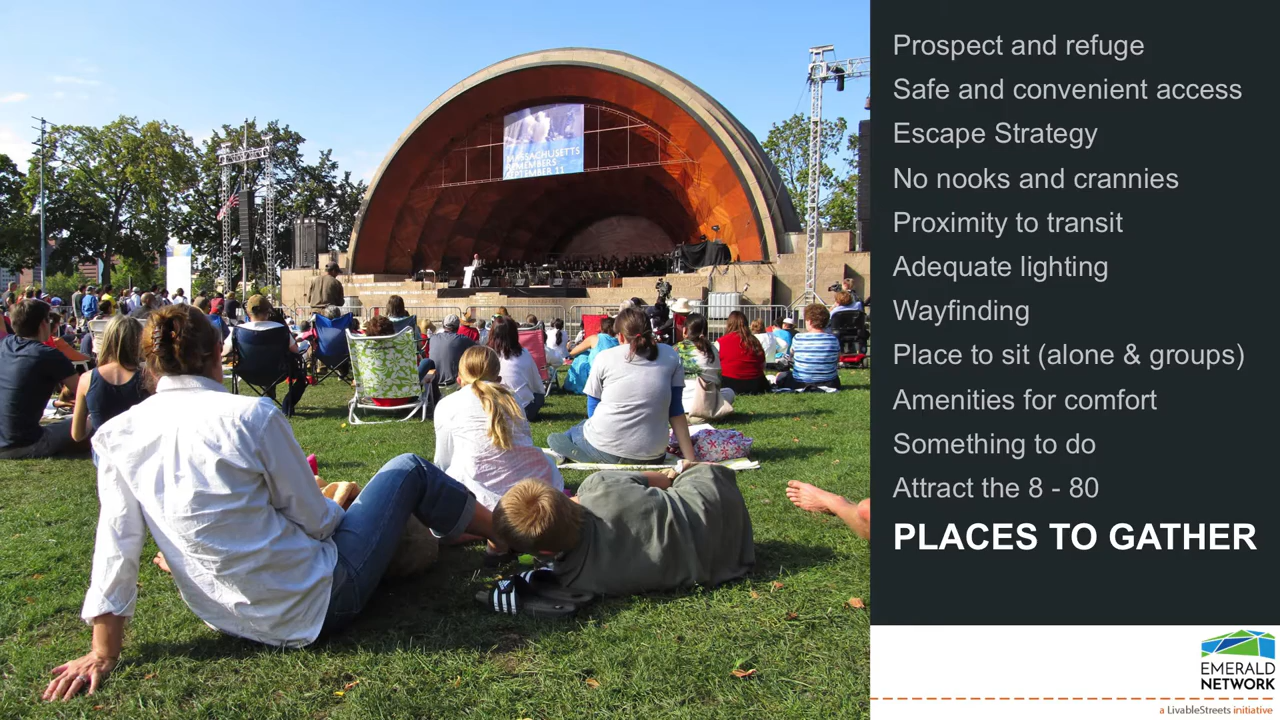 MASSACHUSETTS
REMEMBERS
SEPTEMBER 11
Prospect and refuge
Safe and convenient access
Escape Strategy
No nooks and crannies
Proximity to transit
Adequate lighting
Wayfinding
Place to sit (alone & groups)
Amenities for comfort
Something to do
Attract the 8 - 80
PLACES TO GATHER
EMERALD
NETWORK
a LivableStreets initiative